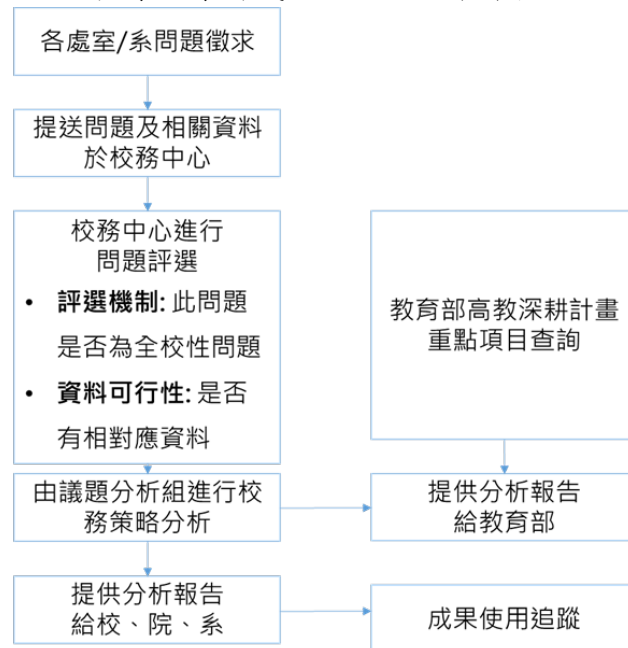 各處室/系問題徵求
提送問題及相關資料
於校務中心
校務中心進行
問題評選
• 評選機制: 此問題
是否為全校性問題
• 資料可行性: 是否
有相對應資料
教育部高教深耕計畫
重點項目查詢
由議題分析組進行校
務策略分析
提供分析報告
給教育部
提供分析報告
給校、院、系
成果使用追蹤